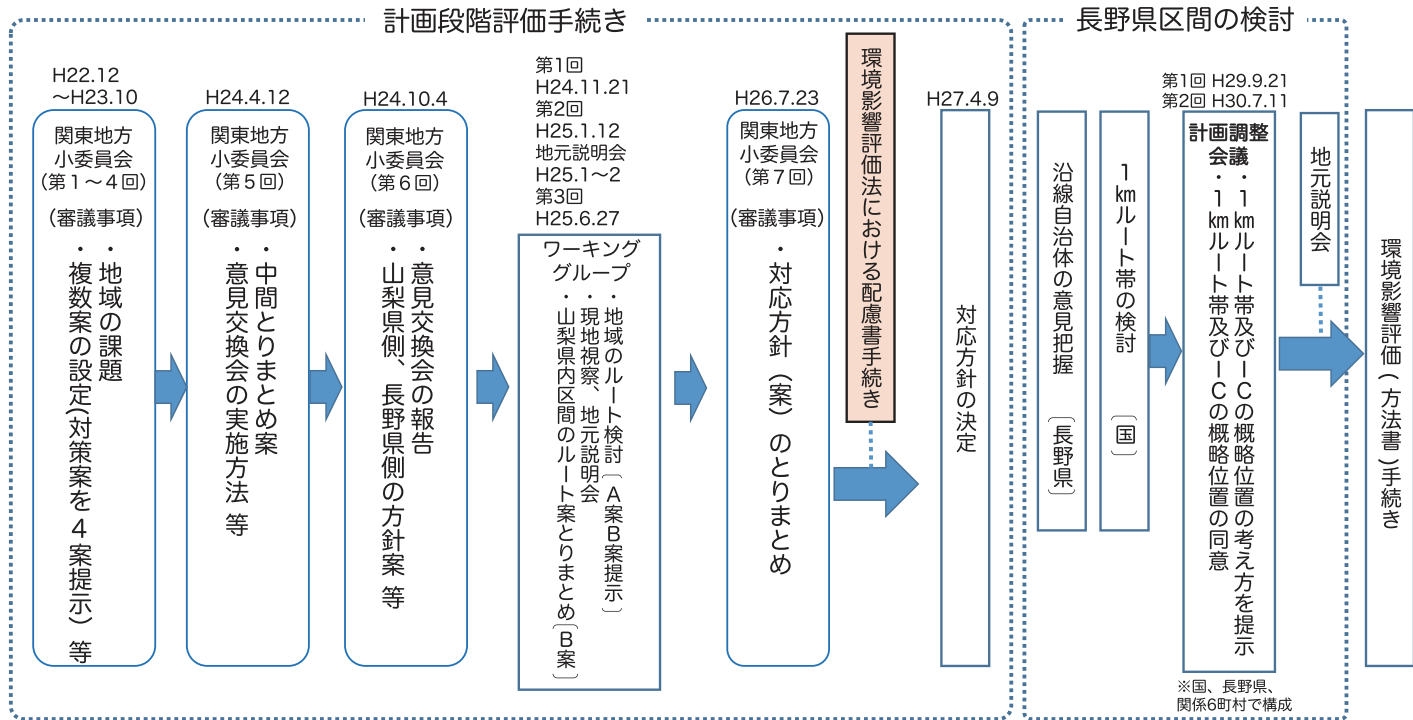 計画段階評価手続き
H22.12
～H23.10
関東地方
小委員会
（第１～４回）
（審議事項）
・地域の課題
・複数案の設定(対策案を４案提示）等
H24.4.12
関東地方
小委員会
（第５回）
（審議事項）
・中間とりまとめ案
・意見交換会の実施方法 等
H24.10.4
関東地方
小委員会
（第６回）
（審議事項）
・意見交換会の報告
・山梨県側、長野県側の方針案 等
第1回
H24.11.21
第2回
H25.1.12
地元説明会
H25.1～2
第3回
H25.6.27
ワーキング
グループ
・地域のルート検討〔Ａ案Ｂ案提示〕
・現地視察、地元説明会
・山梨県内区間のルート案とりまとめ〔Ｂ案〕
H26.7.23
関東地方
小委員会
（第７回）
（審議事項）
・対応方針（案）のとりまとめ
環境影響評価法における配慮書手続き
H27.4.9
対応方針の決定
長野県区間の検討
沿線自治体の意見把握 〔長野県〕
１㎞ルート帯の検討 〔国〕
第1回 H29.9.21
第2回 H30.7.11
計画調整
会議
・１㎞ルート帯及びＩＣの概略位置の考え方を提示
・１㎞ルート帯及びＩＣの概略位置の同意
※国、長野県、
関係6町村で構成
地元説明会
環境影響評価（方法書）手続き